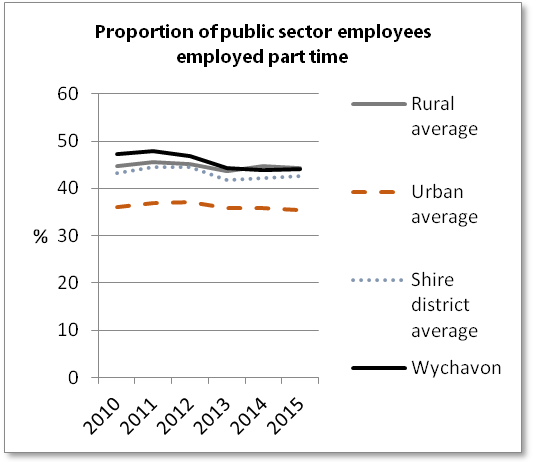 Proportion of public sector employees
employed part time
60
50
40
30
20
10
0
%
2010
2011
2012
2013
2014
2015
Rural
average
Urban
average
Shire
district
average
Wychavon